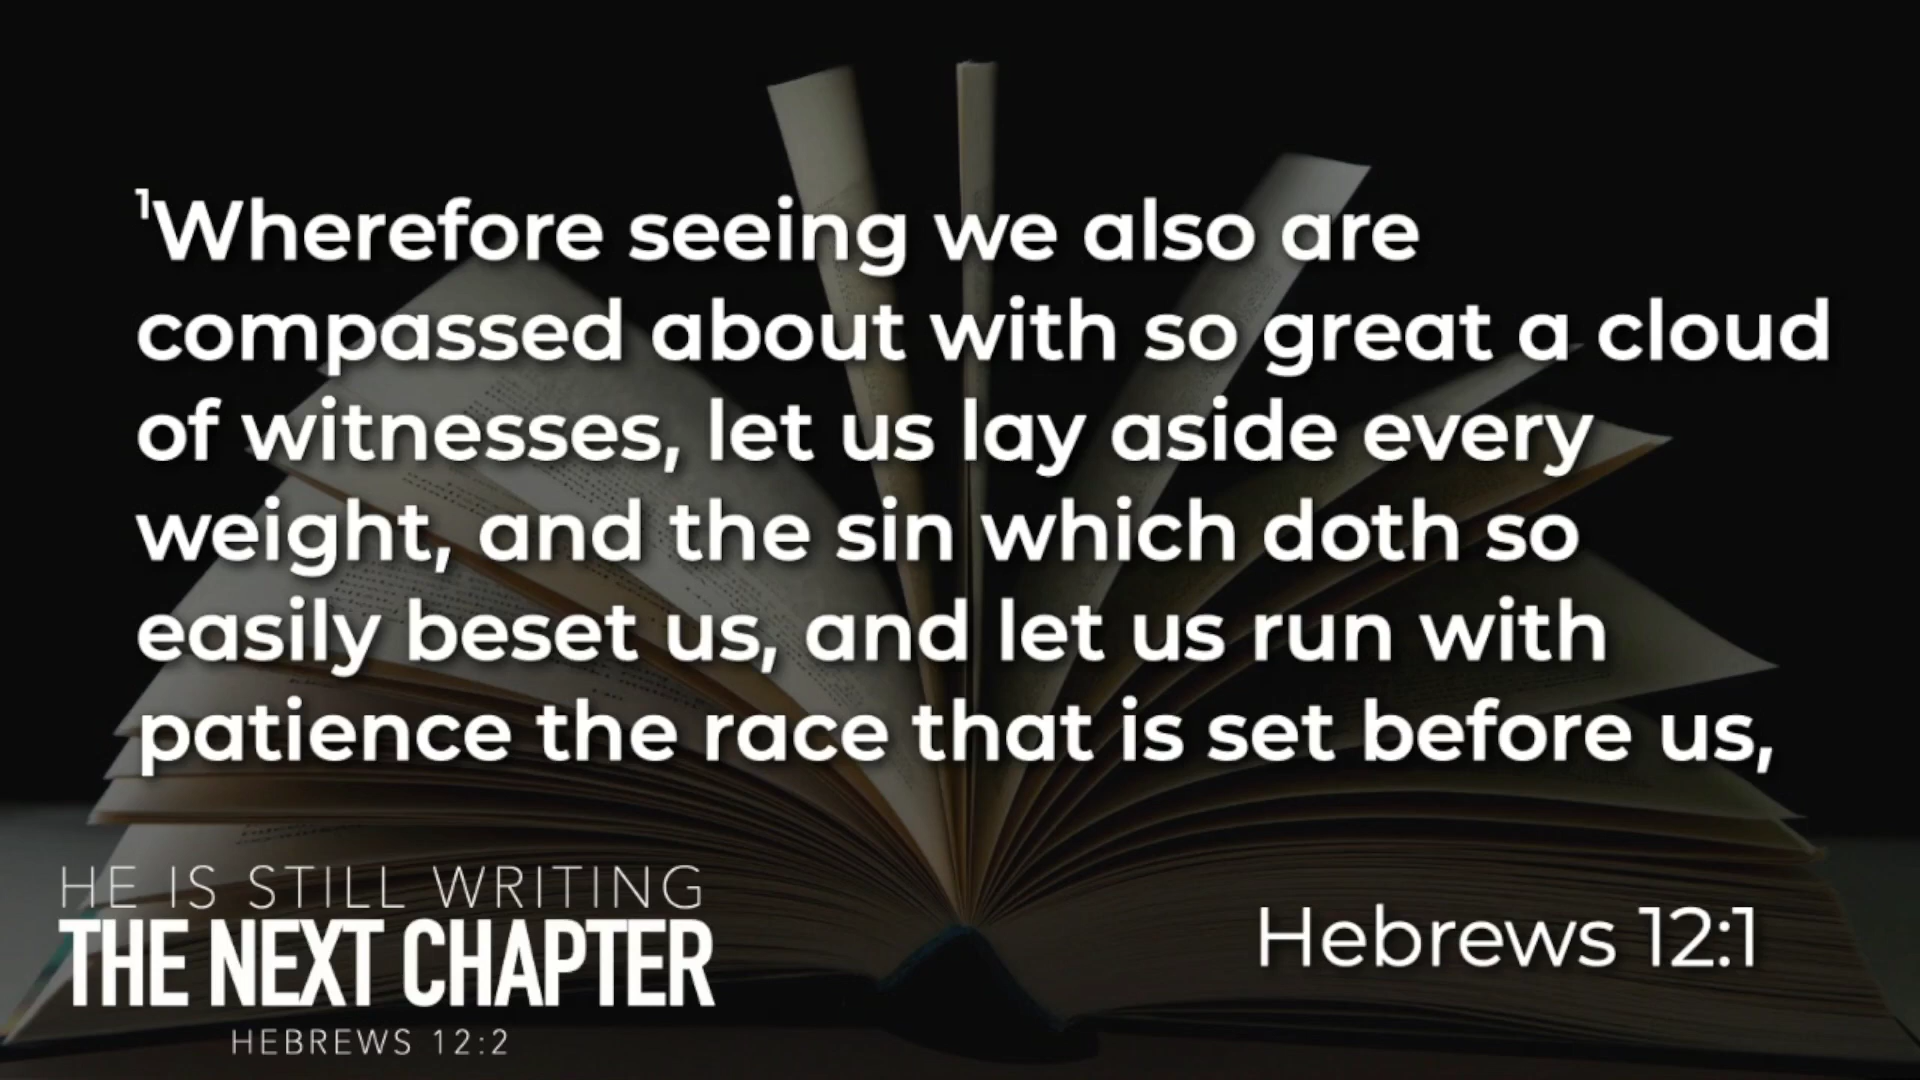 ¹Wherefore seeing we also are
compassed about with so great a cloud
of witnesses, let us lay aside every
weight, and the sin which doth so
easily beset us, and let us run with
patience the race that is set before us,
HE IS STILL WRITING
THE NEXT CHAPTER
HEBREWS 12:2
Hebrews 12:1